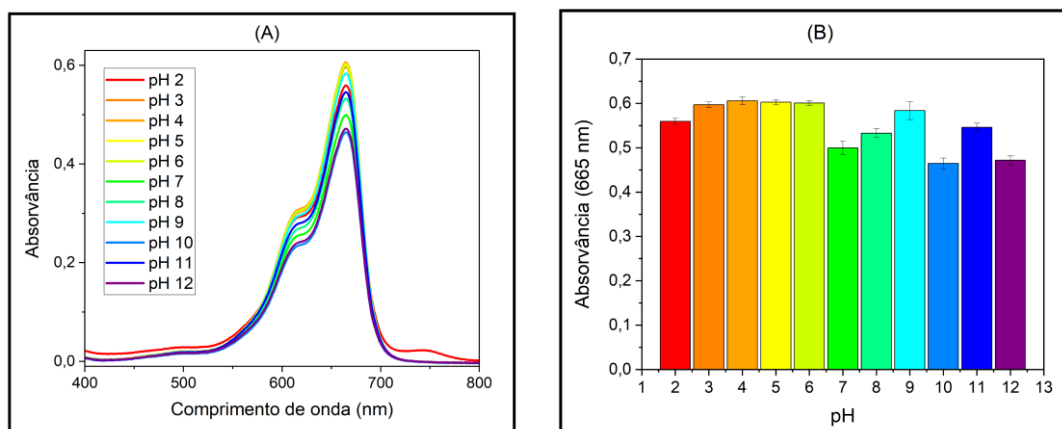 (A)
0,6
0,4
0,2
0,0
Absorvância
pH 2
pH 3
pH 4
pH 5
pH 6
pH 7
pH 8
pH 9
pH 10
pH 11
pH 12
400 500 600 700 800
Comprimento de onda (nm)
(B)
0,7
0,6
0,5
0,4
0,3
0,2
0,1
0,0
Absorvância (665 nm)
1 2 3 4 5 6 7 8 9 10 11 12 13
pH